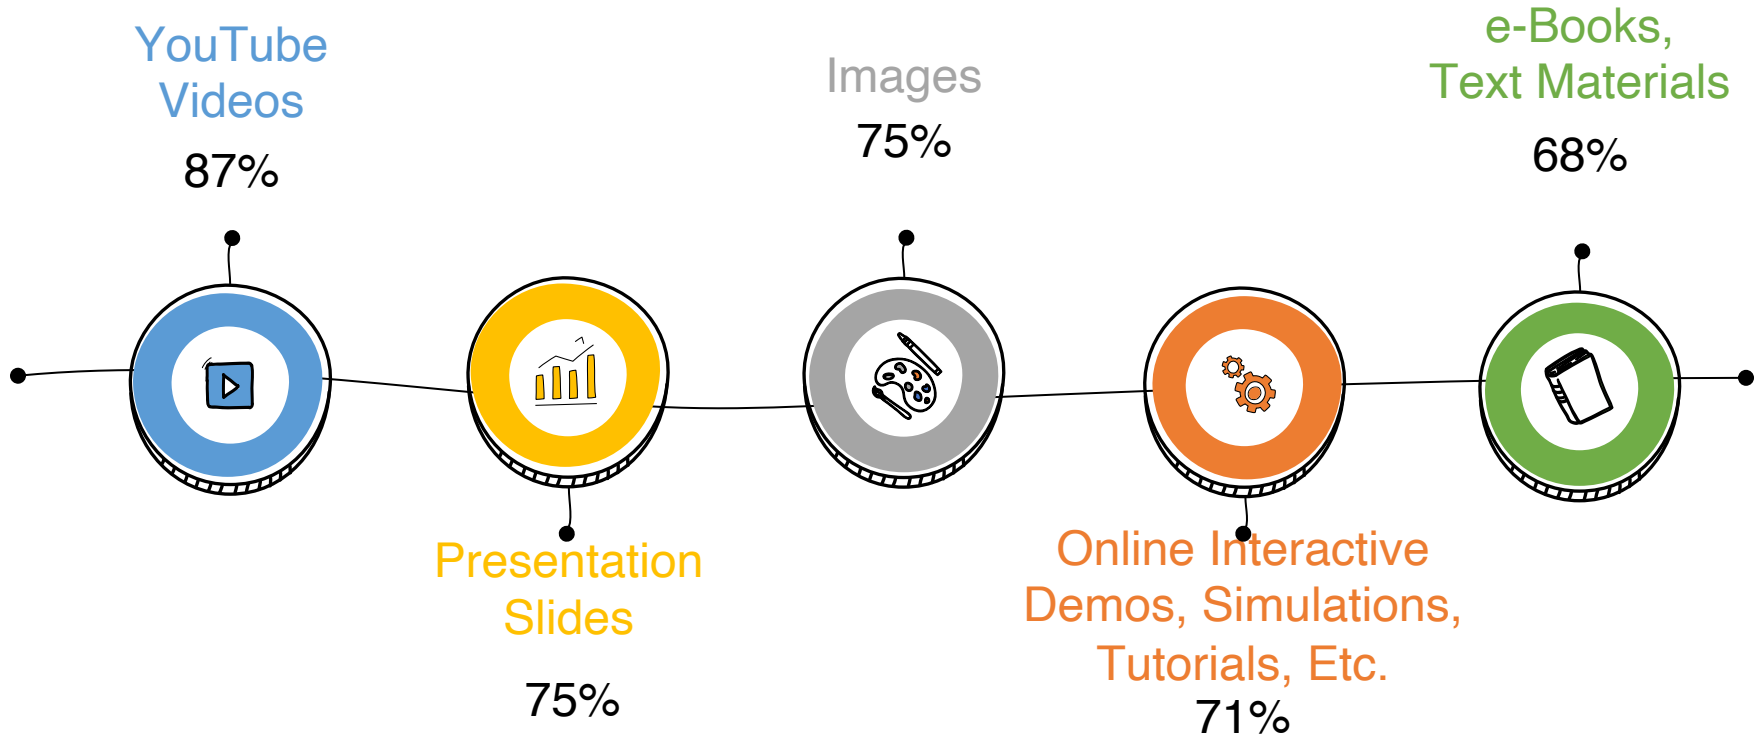 YouTube
Videos
87%
Presentation
Slides
75%
Images
75%
Online Interactive
Demos, Simulations,
Tutorials, Etc.
71%
e-Books,
Text Materials
68%